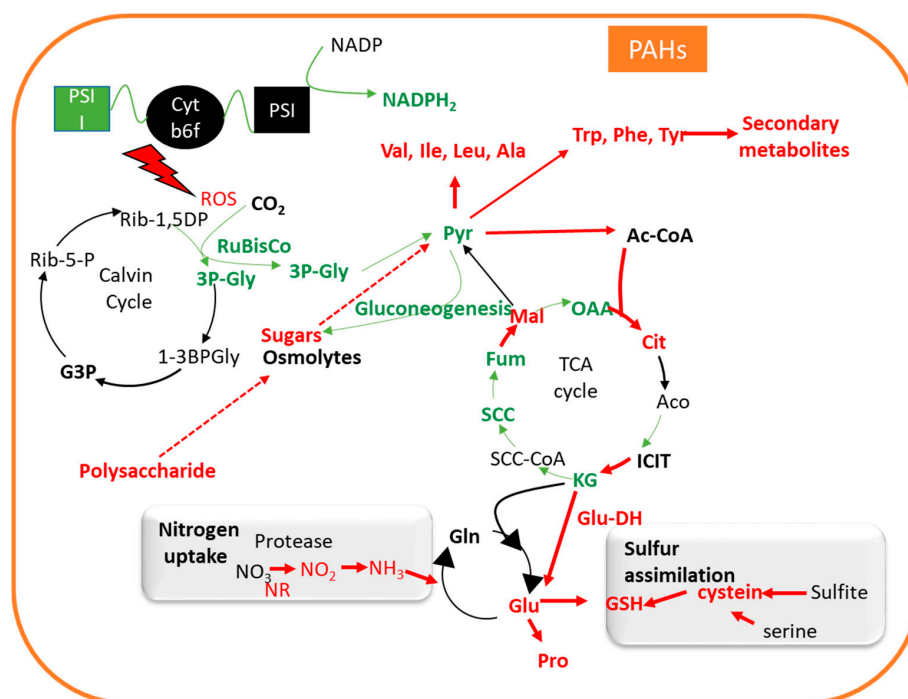 PAHs
NADP
PSI
I
Cyt
b6f
PSI
NADPH₂
Val, Ile, Leu, Ala
Trp, Phe, Tyr
Secondary
metabolites
ROS
CO₂
Rib-1,5DP
RuBisCo
Rib-5-P
3P-Gly
3P-Gly
Pyr
Ac-CoA
Calvin
Cycle
Gluconeogenesis
Mal
OAA
Sugars
Osmolytes
Cit
1-3BPGly
G3P
Fum
TCA
cycle
Aco
SCC
Polysaccharide
SCC-CoA
KG
ICIT
Glu-DH
Nitrogen
uptake
Protease
NO₃
NO₂
NH₃
NR
Gln
Glu
Pro
Sulfur
assimilation
GSH
cystein
Sulfite
serine